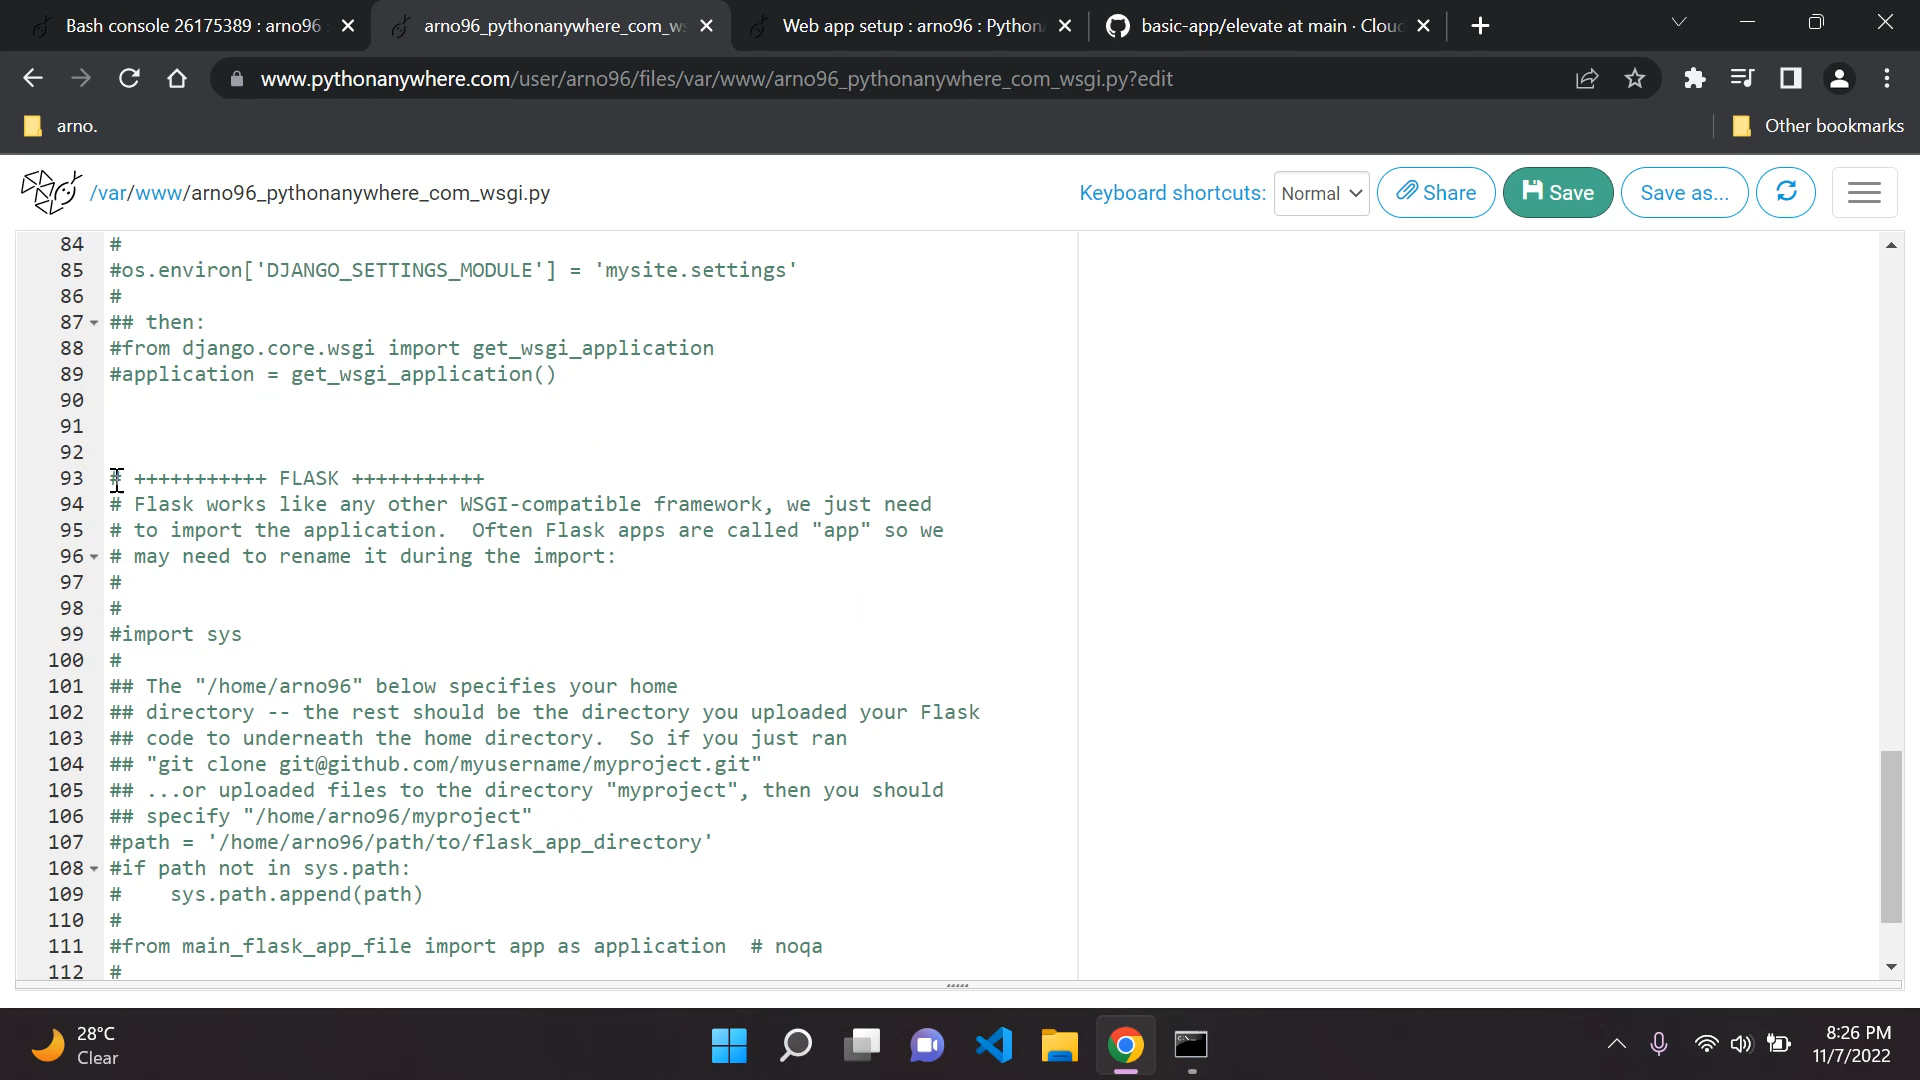 Bash console 26175389 : arno96 :
arno96_pythonanywhere_com_ws
Web app setup : arno96 : Python
basic-app/elevate at main · Cloud
www.pythonanywhere.com/user/arno96/files/var/www/arno96_pythonanywhere_com_wsgi.py?edit
arno.
Other bookmarks
/var/www/arno96_pythonanywhere_com_wsgi.py
Keyboard shortcuts:
Normal
Share
Save
Save as...
84 #
85 #os.environ['DJANGO_SETTINGS_MODULE'] = 'mysite.settings'
86 #
87 ## then:
88 #from django.core.wsgi import get_wsgi_application
89 #application = get_wsgi_application()
90
91
92
93 # +++++++++++ FLASK +++++++++++
94 # Flask works like any other WSGI-compatible framework, we just need
95 # to import the application.  Often Flask apps are called "app" so we
96 # may need to rename it during the import:
97 #
98 #
99 #import sys
100 #
101 ## The "/home/arno96" below specifies your home
102 ## directory -- the rest should be the directory you uploaded your Flask
103 ## code to underneath the home directory.  So if you just ran
104 ## "git clone git@github.com/myusername/myproject.git"
105 ## ...or uploaded files to the directory "myproject", then you should
106 ## specify "/home/arno96/myproject"
107 #path = '/home/arno96/path/to/flask_app_directory'
108 #if path not in sys.path:
109 #    sys.path.append(path)
110 #
111 #from main_flask_app_file import app as application  # noqa
112 #
28°C
Clear
8:26 PM
11/7/2022